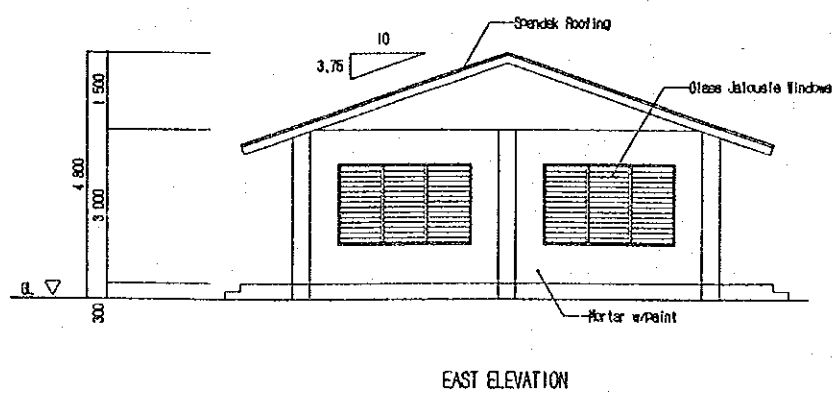 Spandek Roofing
10
3.75
Glass Jalousie Windows
1 500
4 800
3 000
GL
300
Mortar w/Paint
EAST ELEVATION